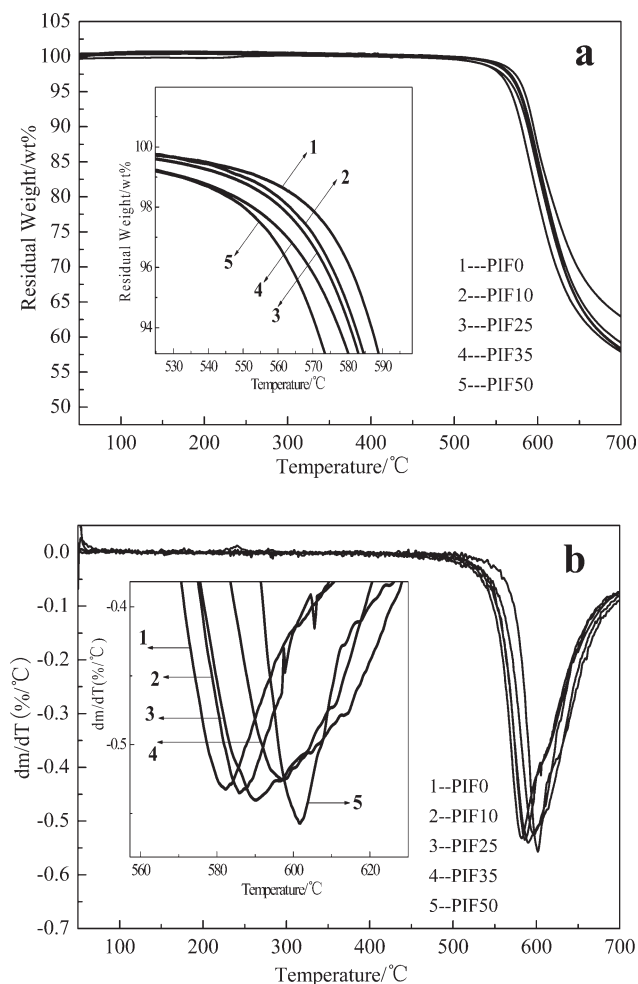 a
105
100
95
90
85
80
75
70
65
60
55
50
Residual Weight/wt%
100
98
96
94
Residual Weight/wt%
1
2
3
4
5
530 540 550 560 570 580 590
Temperature/℃
1---PIF0
2---PIF10
3---PIF25
4---PIF35
5---PIF50
100 200 300 400 500 600 700
Temperature/℃
b
0.0
-0.1
-0.2
-0.3
-0.4
-0.5
-0.6
-0.7
dm/dT (%/℃)
-0.4
-0.5
dm/dT(%/℃)
1
2
3
4
5
560 580 600 620
Temperature/℃
1--PIF0
2--PIF10
3--PIF25
4--PIF35
5--PIF50
100 200 300 400 500 600 700
Temperature/℃